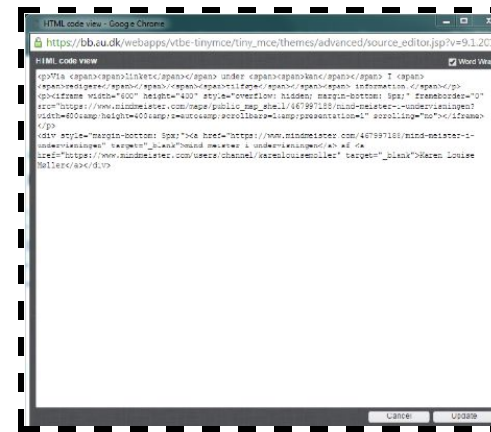 HTML code view - Google Chrome
https://bb.au.dk/webapps/vtbe-tinymce/tiny_mce/themes/advanced/source_editor.jsp?v=9.1.20
HTML code view
Word Wra
<p>Via <span><span>linket</span></span> under <span><span>kan</span></span> I <span>
<span>redigere</span></span>/<span><span>tilføje</span></span><span> information.</span></p>
<p><iframe width="600" height="400" style="overflow: hidden; margin-bottom: 5px;" frameborder="0"
src="https://www.mindmeister.com/maps/public_map_shell/467997188/mind-meister-i-undervisningen?
width=600&amp;height=400&amp;z=auto&amp;scrollbars=1&amp;presentation=1" scrolling="no"></iframe>
</p>
<div style="margin-bottom: 5px;"><a href="https://www.mindmeister.com/467997188/mind-meister-i-
undervisningen" target="_blank">mind meister i undervisningen</a> af <a
href="https://www.mindmeister.com/users/channel/karenlouisemoller" target="_blank">Karen Louise
Møller</a></div>
Cancel
Update